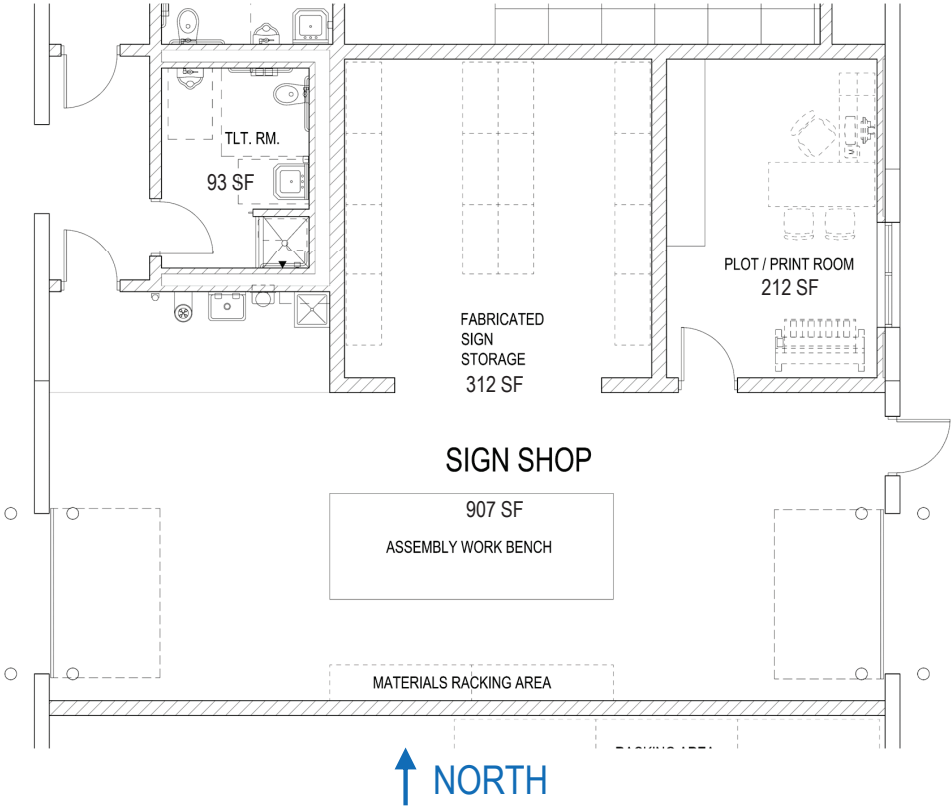 TLT. RM.
93 SF
PLOT / PRINT ROOM
212 SF
FABRICATED
SIGN
STORAGE
312 SF
SIGN SHOP
907 SF
ASSEMBLY WORK BENCH
MATERIALS RACKING AREA
NORTH